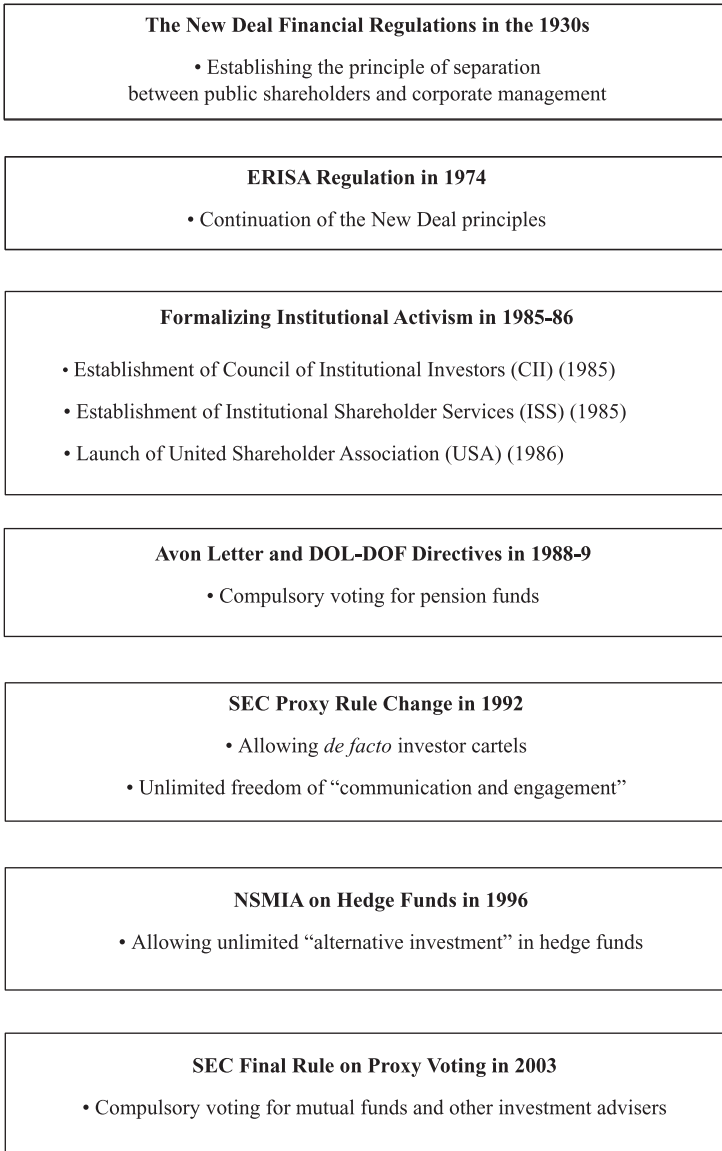 The New Deal Financial Regulations in the 1930s
• Establishing the principle of separation
between public shareholders and corporate management
ERISA Regulation in 1974
• Continuation of the New Deal principles
Formalizing Institutional Activism in 1985-86
• Establishment of Council of Institutional Investors (CII) (1985)
• Establishment of Institutional Shareholder Services (ISS) (1985)
• Launch of United Shareholder Association (USA) (1986)
Avon Letter and DOL-DOF Directives in 1988-9
• Compulsory voting for pension funds
SEC Proxy Rule Change in 1992
• Allowing de facto investor cartels
• Unlimited freedom of “communication and engagement”
NSMIA on Hedge Funds in 1996
• Allowing unlimited “alternative investment” in hedge funds
SEC Final Rule on Proxy Voting in 2003
• Compulsory voting for mutual funds and other investment advisers